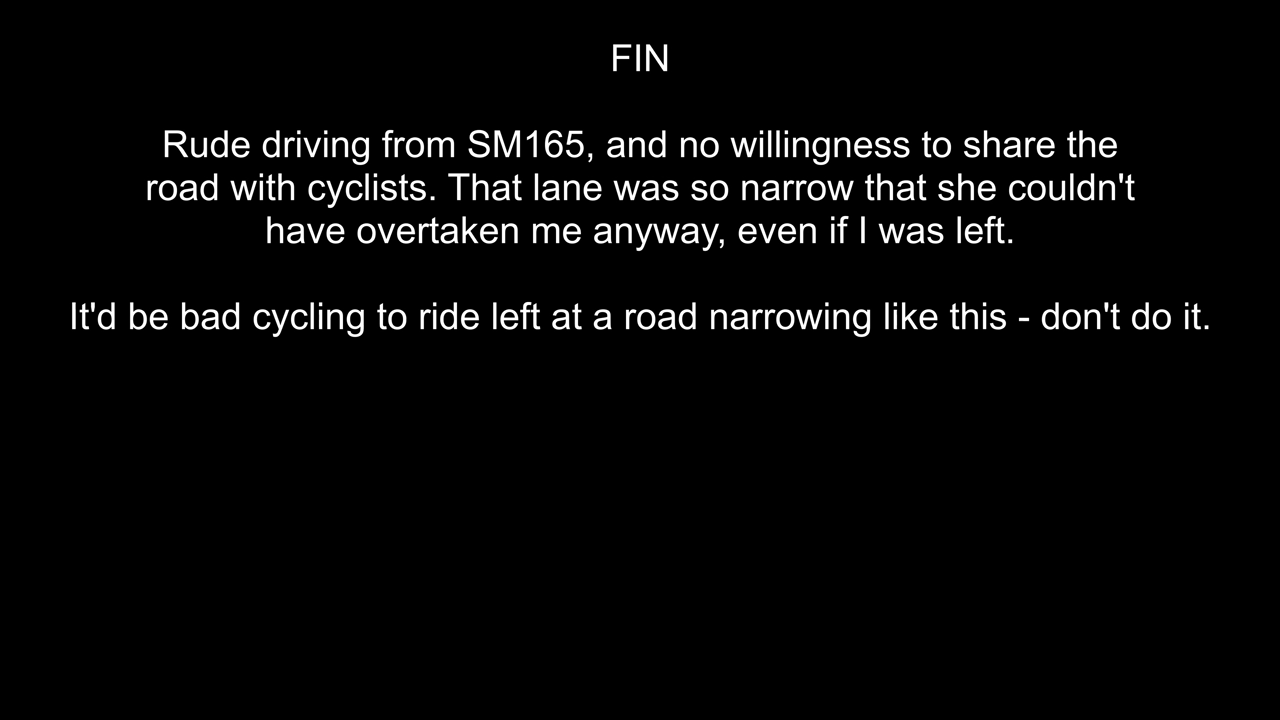 FIN
Rude driving from SM165, and no willingness to share the
road with cyclists. That lane was so narrow that she couldn't
have overtaken me anyway, even if I was left.
It'd be bad cycling to ride left at a road narrowing like this - don't do it.